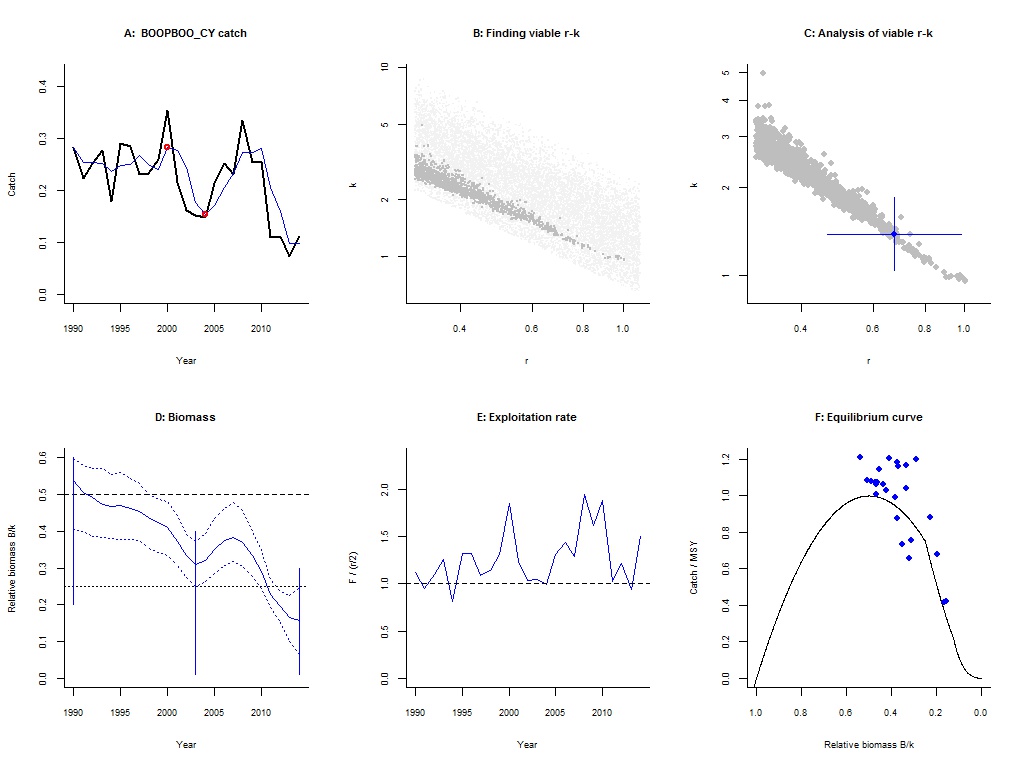 A: BOOPBOO_CY catch
Catch
0.0 0.1 0.2 0.3 0.4
1990 1995 2000 2005 2010
Year
B: Finding viable r-k
k
1 2 5 10
0.4 0.6 0.8 1.0
r
C: Analysis of viable r-k
k
1 2 3 4 5
0.4 0.6 0.8 1.0
r
D: Biomass
Relative biomass B/k
0.0 0.1 0.2 0.3 0.4 0.5 0.6
1990 1995 2000 2005 2010
Year
E: Exploitation rate
F / (r/2)
0.0 0.5 1.0 1.5 2.0
1990 1995 2000 2005 2010
Year
F: Equilibrium curve
Catch / MSY
0.0 0.2 0.4 0.6 0.8 1.0 1.2
1.0 0.8 0.6 0.4 0.2 0.0
Relative biomass B/k